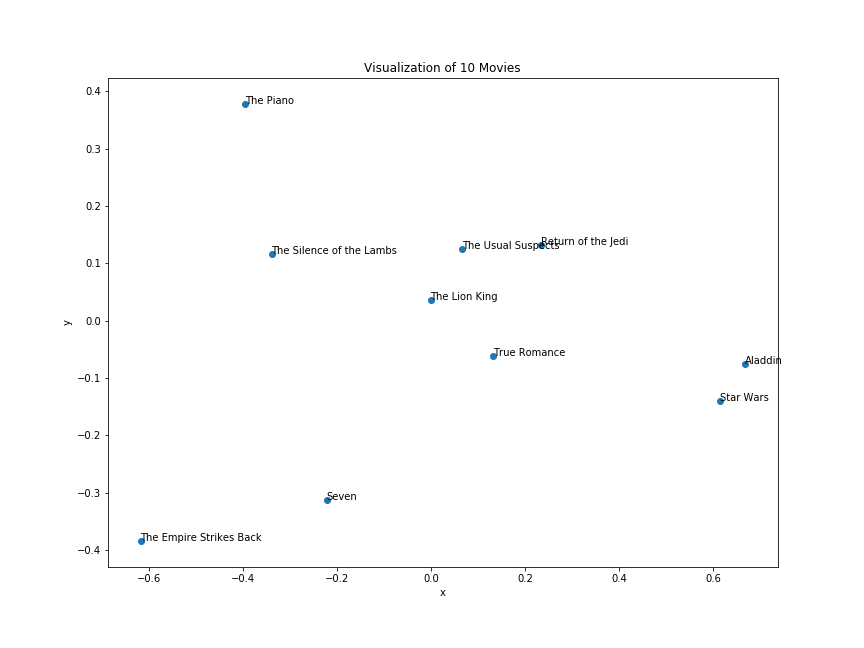 Visualization of 10 Movies
0.4
The Piano
0.3
0.2
The Usual Suspects
Return of the Jedi
The Silence of the Lambs
0.1
The Lion King
y
0.0
True Romance
Aladdin
−0.1
Star Wars
−0.2
−0.3
Seven
The Empire Strikes Back
−0.4
−0.6 −0.4 −0.2 0.0 0.2 0.4 0.6
x